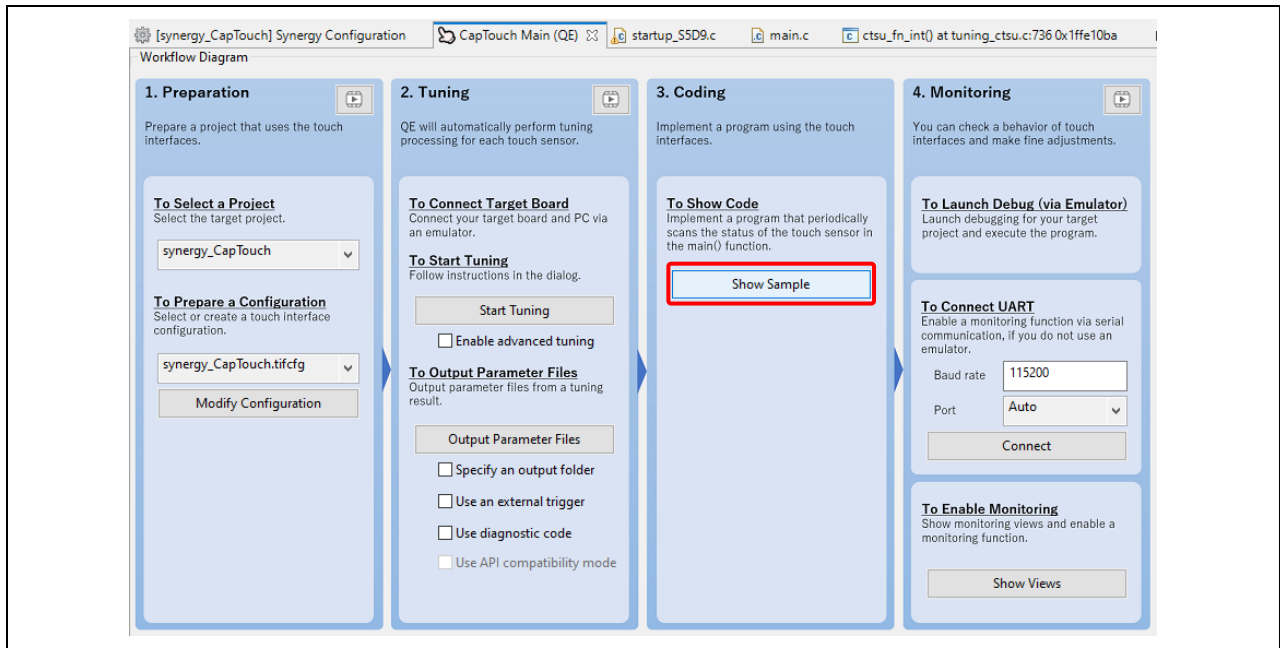 [synergy_CapTouch] Synergy Configuration
CapTouch Main (QE)
startup_S5D9.c
main.c
ctsu_fn_int() at tuning_ctsu.c:736 0x1ffe10ba
Workflow Diagram
1. Preparation
Prepare a project that uses the touch
interfaces.
To Select a Project
Select the target project.
synergy_CapTouch
To Prepare a Configuration
Select or create a touch interface
configuration.
synergy_CapTouch.tifcfg
Modify Configuration
2. Tuning
QE will automatically perform tuning
processing for each touch sensor.
To Connect Target Board
Connect your target board and PC via
an emulator.
To Start Tuning
Follow instructions in the dialog.
Start Tuning
Enable advanced tuning
To Output Parameter Files
Output parameter files from a tuning
result.
Output Parameter Files
Specify an output folder
Use an external trigger
Use diagnostic code
Use API compatibility mode
3. Coding
Implement a program using the touch
interfaces.
To Show Code
Implement a program that periodically
scans the status of the touch sensor in
the main() function.
Show Sample
4. Monitoring
You can check a behavior of touch
interfaces and make fine adjustments.
To Launch Debug (via Emulator)
Launch debugging for your target
project and execute the program.
To Connect UART
Enable a monitoring function via serial
communication, if you do not use an
emulator.
Baud rate 115200
Port Auto
Connect
To Enable Monitoring
Show monitoring views and enable a
monitoring function.
Show Views